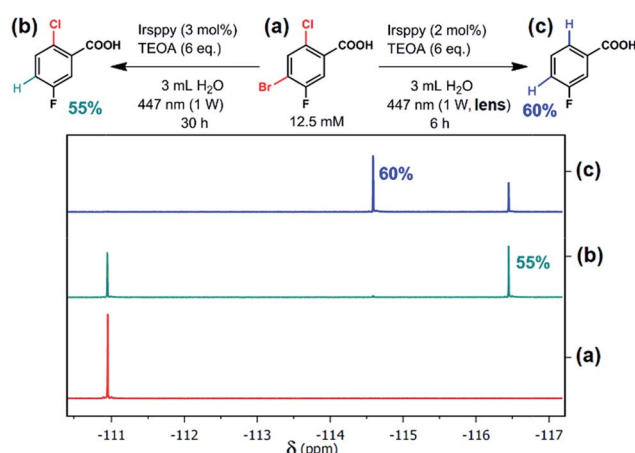 (b)
Cl
COOH
H
F
55%
Irsppy (3 mol%)
TEOA (6 eq.)
3 mL H₂O
447 nm (1 W)
30 h
(a)
Cl
COOH
Br
F
12.5 mM
Irsppy (2 mol%)
TEOA (6 eq.)
3 mL H₂O
447 nm (1 W, lens)
6 h
(c)
H
COOH
H
F
60%
60%
(c)
55%
(b)
(a)
-111 -112 -113 -114 -115 -116 -117
δ (ppm)